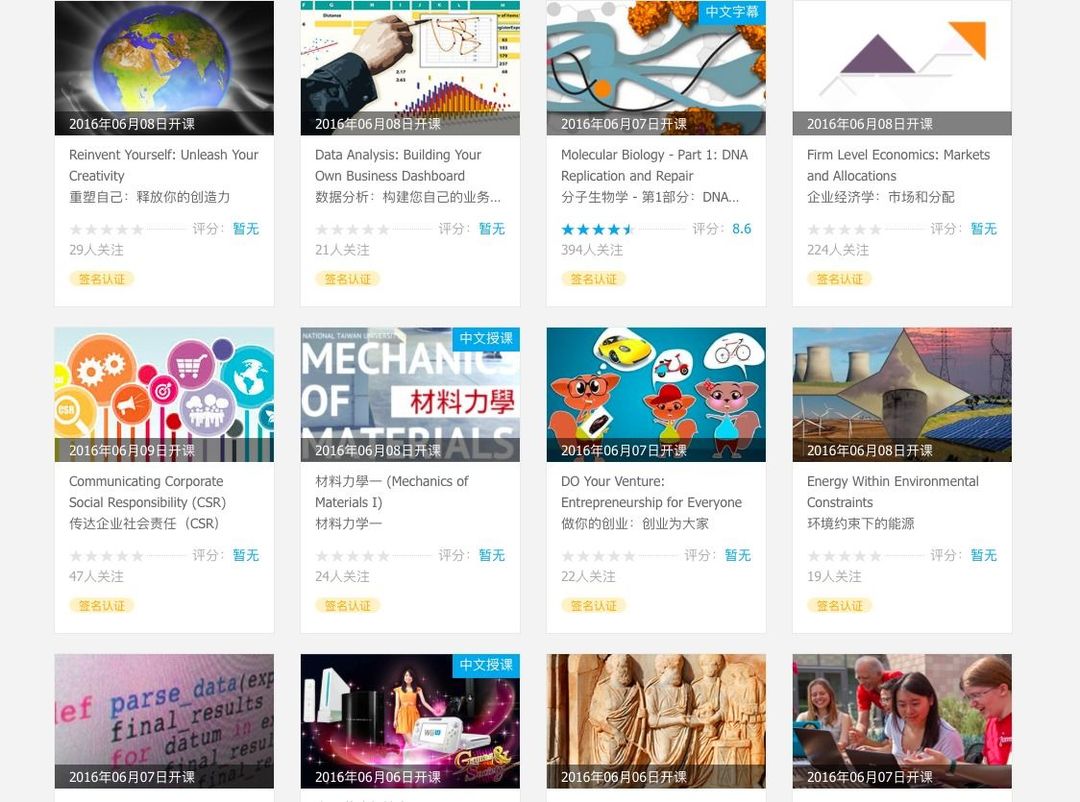 Distance
中文字幕
2016年06月08日开课
2016年06月08日开课
2016年06月07日开课
2016年06月08日开课
Reinvent Yourself: Unleash Your
Creativity
重塑自己：释放你的创造力
评分：暂无
29人关注
签名认证
Data Analysis: Building Your
Own Business Dashboard
数据分析：构建您自己的业务...
评分：暂无
21人关注
签名认证
Molecular Biology - Part 1: DNA
Replication and Repair
分子生物学 - 第1部分：DNA...
评分：8.6
394人关注
签名认证
Firm Level Economics: Markets
and Allocations
企业经济学：市场和分配
评分：暂无
224人关注
签名认证
CSR
2016年06月09日开课
NATIONAL TAIWAN UNIVERSITY
中文授课
MECHANICS
OF 材料力學
MATERIALS
2016年06月08日开课
2016年06月07日开课
2016年06月08日开课
Communicating Corporate
Social Responsibility (CSR)
传达企业社会责任（CSR）
评分：暂无
47人关注
签名认证
材料力學一 (Mechanics of
Materials I)
材料力学一
评分：暂无
24人关注
签名认证
DO Your Venture:
Entrepreneurship for Everyone
做你的创业：创业为大家
评分：暂无
22人关注
签名认证
Energy Within Environmental
Constraints
环境约束下的能源
评分：暂无
19人关注
签名认证
def parse_data(exp
final_results
for datum in
final_resul
2016年06月07日开课
中文授课
WiiU
2016年06月06日开课
2016年06月06日开课
2016年06月07日开课